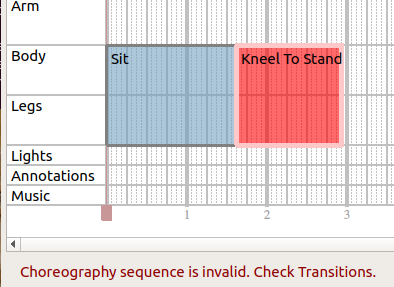 Arm
Body
Sit
Kneel To Stand
Legs
Lights
Annotations
Music
1 2 3
Choreography sequence is invalid. Check Transitions.